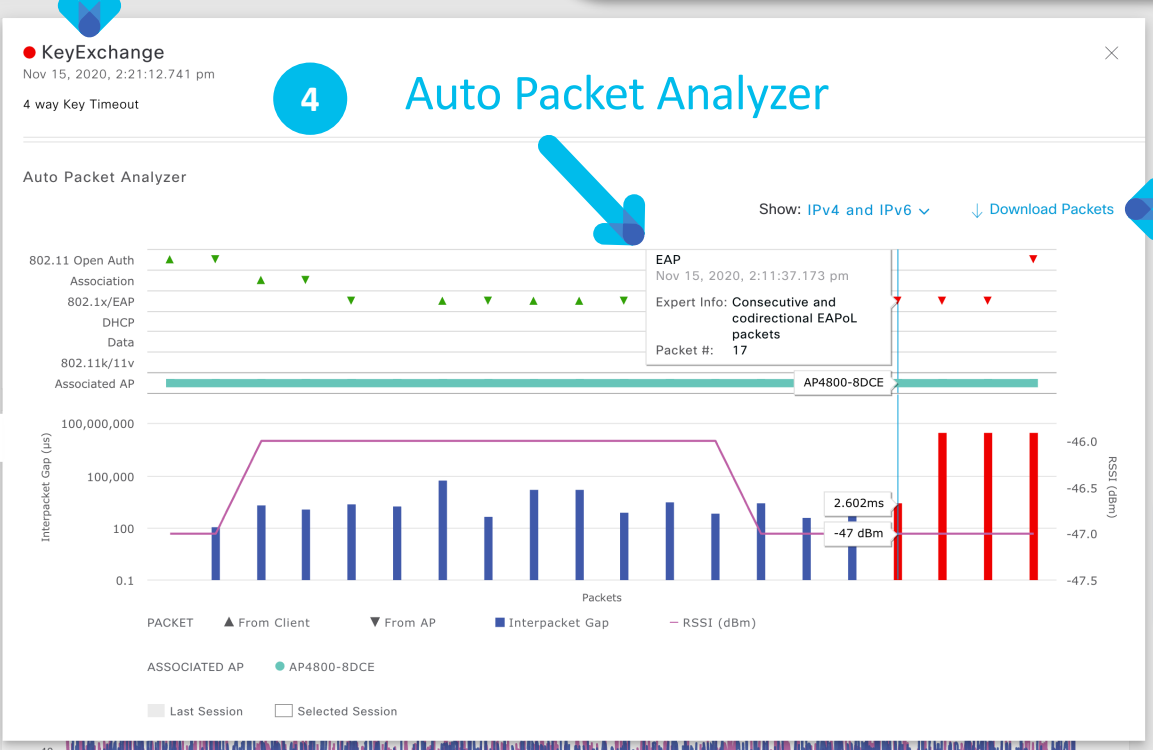 KeyExchange
Nov 15, 2020, 2:21:12.741 pm
4 way Key Timeout
4
Auto Packet Analyzer
Auto Packet Analyzer
Show: IPv4 and IPv6
Download Packets
802.11 Open Auth
Association
802.1x/EAP
DHCP
Data
802.11k/11v
Associated AP
EAP
Nov 15, 2020, 2:11:37.173 pm
Expert Info: Consecutive and
codirectional EAPoL
packets
Packet #: 17
AP4800-8DCE
Interpacket Gap (µs)
100,000,000
100,000
100
0.1
2.602ms
-47 dBm
-46.0
-46.5
-47.0
-47.5
RSSI (dBm)
Packets
PACKET From Client From AP Interpacket Gap RSSI (dBm)
ASSOCIATED AP AP4800-8DCE
Last Session Selected Session